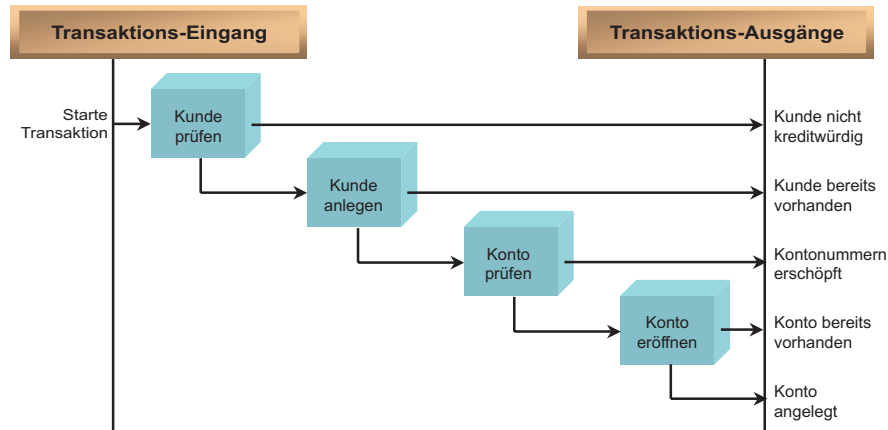 Transaktions-Eingang
Transaktions-Ausgänge
Starte
Transaktion
Kunde
prüfen
Kunde nicht
kreditwürdig
Kunde
anlegen
Kunde bereits
vorhanden
Konto
prüfen
Kontonummern
erschöpft
Konto
eröffnen
Konto bereits
vorhanden
Konto
angelegt